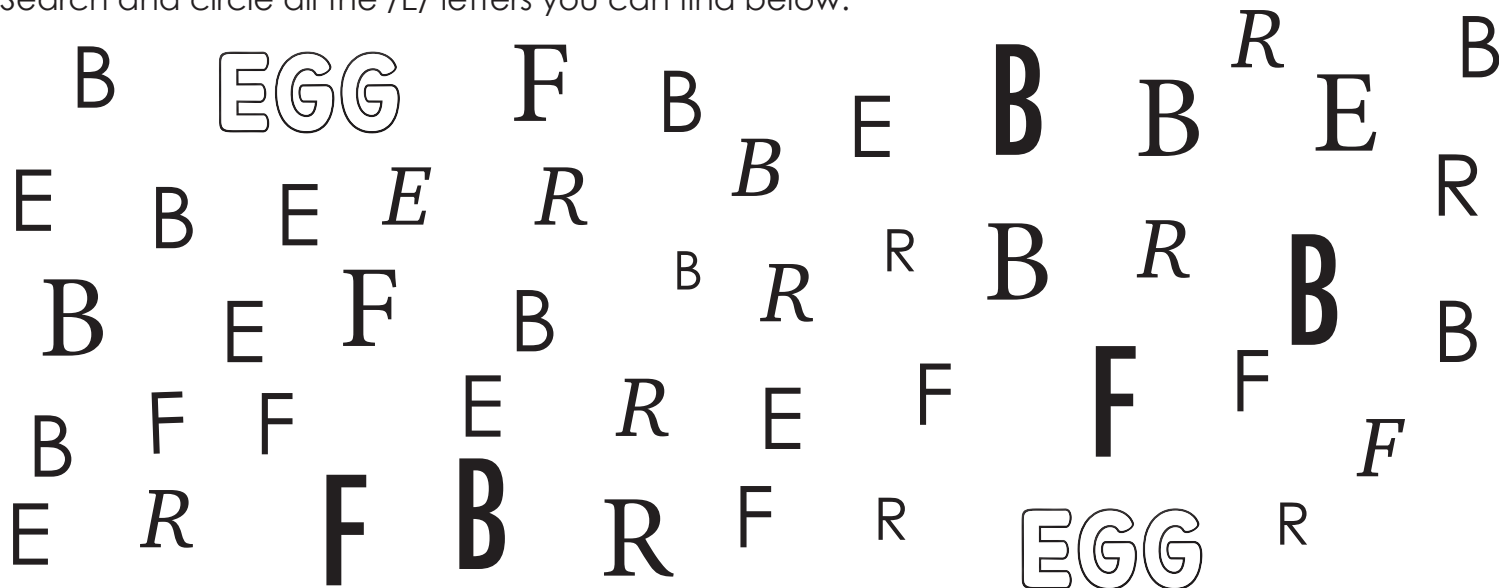 Search and circle all the /E/ letters you can find below.
B EGG F B E B B R E B
E B E E R B R
B E F B B R R B R B B
B F F E R E F F F F
E R F B R F R EGG R